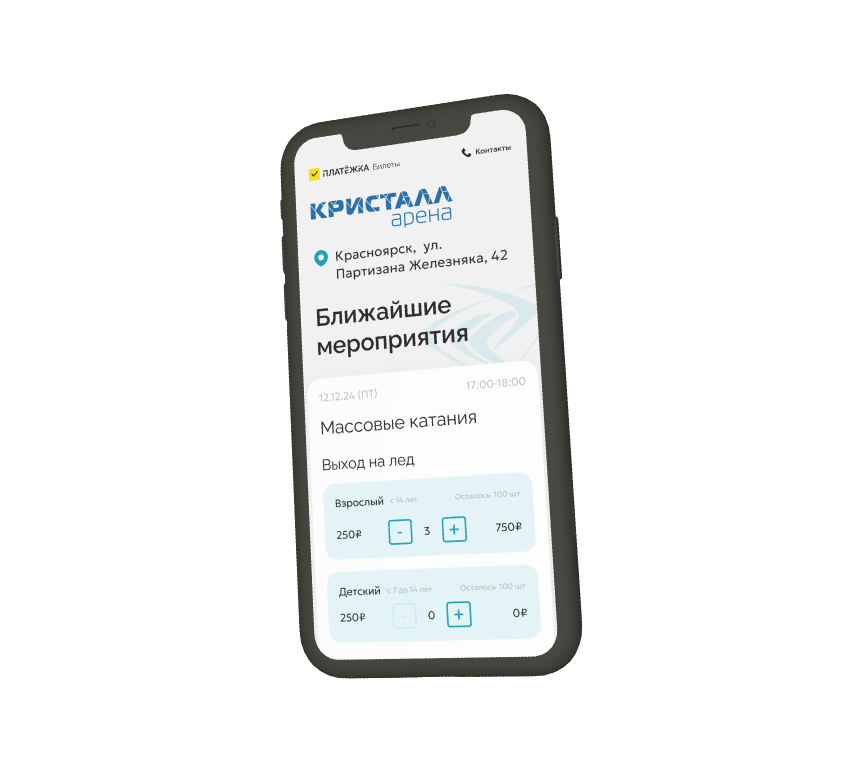 ПЛАТЁЖКА Билеты
Контакты
КРИСТАЛЛ
арена
Красноярск, ул.
Партизана Железняка, 42
Ближайшие
мероприятия
12.12.24 (ПТ) 17:00-18:00
Массовые катания
Выход на лед
Взрослый с 14 лет Осталось 100 шт
250₽ - 3 + 750₽
Детский с 7 до 14 лет Осталось 100 шт
250₽ - 0 + 0₽